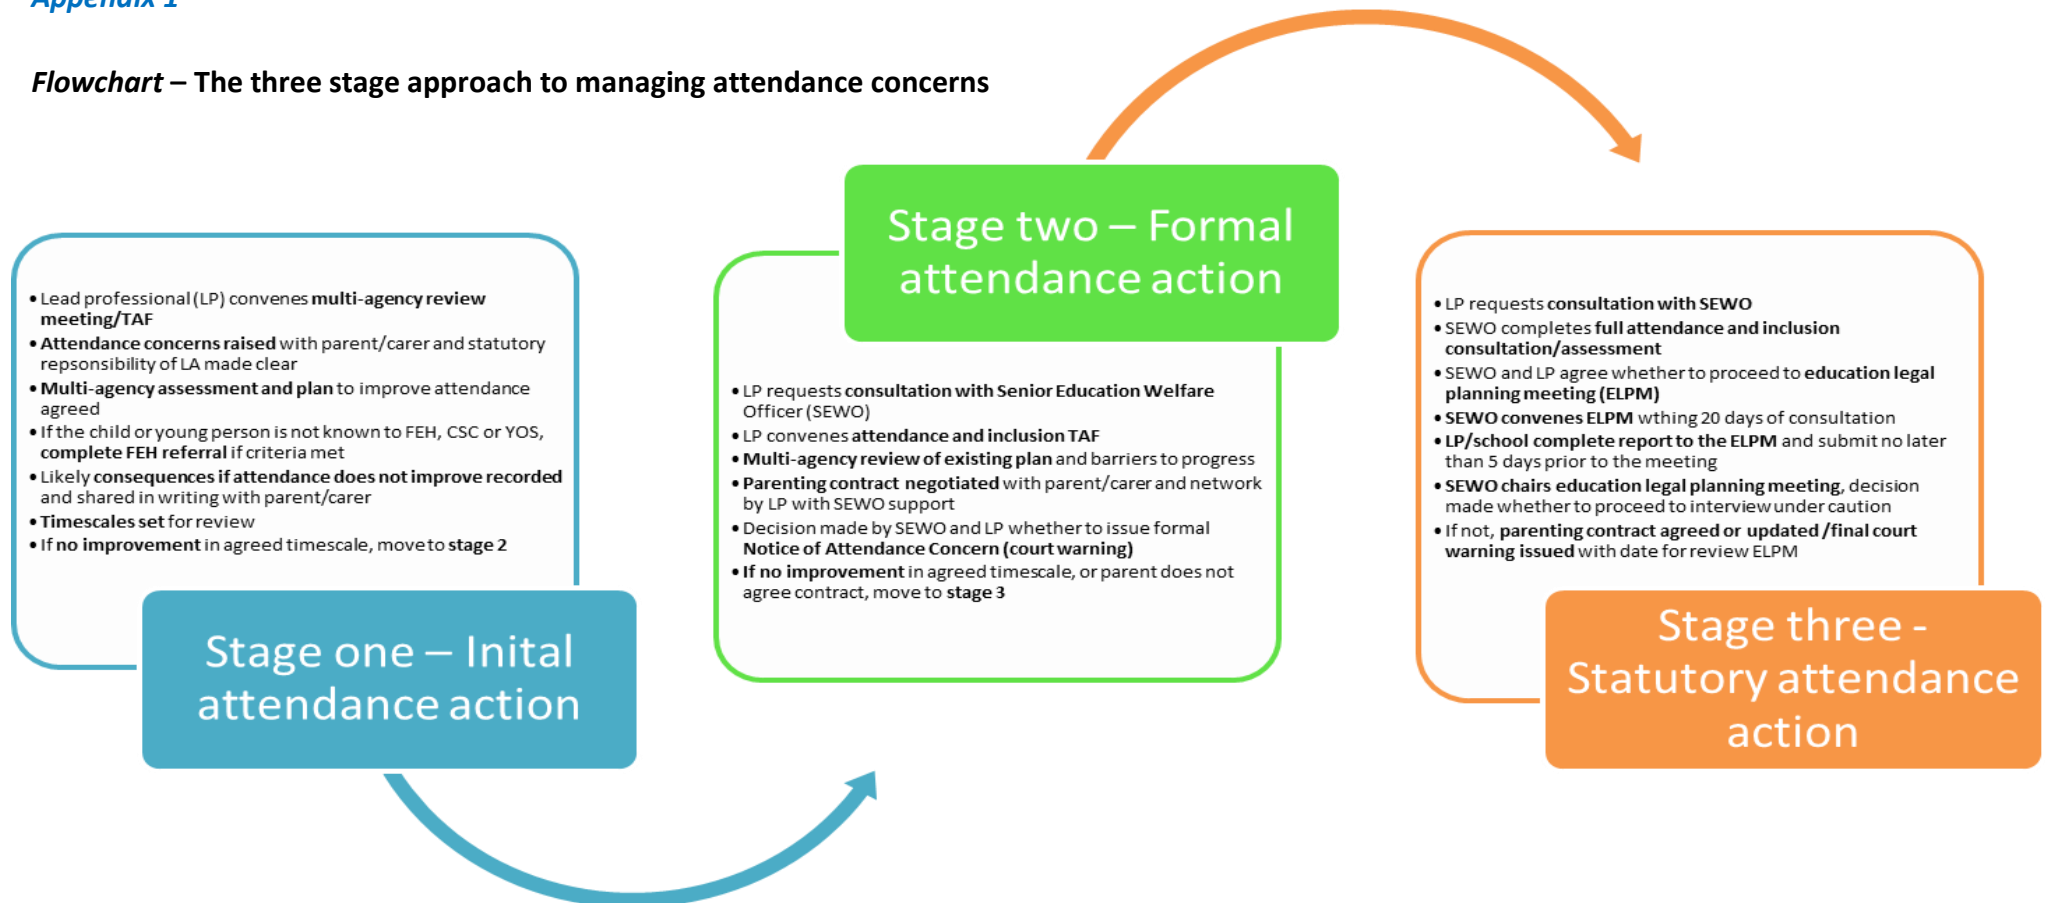 Appendix 1
Flowchart – The three stage approach to managing attendance concerns
• Lead professional (LP) convenes multi-agency review
meeting/TAF
• Attendance concerns raised with parent/carer and statutory
repsonsibility of LA made clear
• Multi-agency assessment and plan to improve attendance
agreed
• If the child or young person is not known to FEH, CSC or YOS,
complete FEH referral if criteria met
• Likely consequences if attendance does not improve recorded
and shared in writing with parent/carer
• Timescales set for review
• If no improvement in agreed timescale, move to stage 2
Stage one – Inital
attendance action
Stage two – Formal
attendance action
• LP requests consultation with Senior Education Welfare
Officer (SEWO)
• LP convenes attendance and inclusion TAF
• Multi-agency review of existing plan and barriers to progress
• Parenting contract negotiated with parent/carer and network
by LP with SEWO support
• Decision made by SEWO and LP whether to issue formal
Notice of Attendance Concern (court warning)
• If no improvement in agreed timescale, or parent does not
agree contract, move to stage 3
• LP requests consultation with SEWO
• SEWO completes full attendance and inclusion
consultation/assessment
• SEWO and LP agree whether to proceed to education legal
planning meeting (ELPM)
• SEWO convenes ELPM wthing 20 days of consultation
• LP/school complete report to the ELPM and submit no later
than 5 days prior to the meeting
• SEWO chairs education legal planning meeting, decision
made whether to proceed to interview under caution
• If not, parenting contract agreed or updated /final court
warning issued with date for review ELPM
Stage three -
Statutory attendance
action